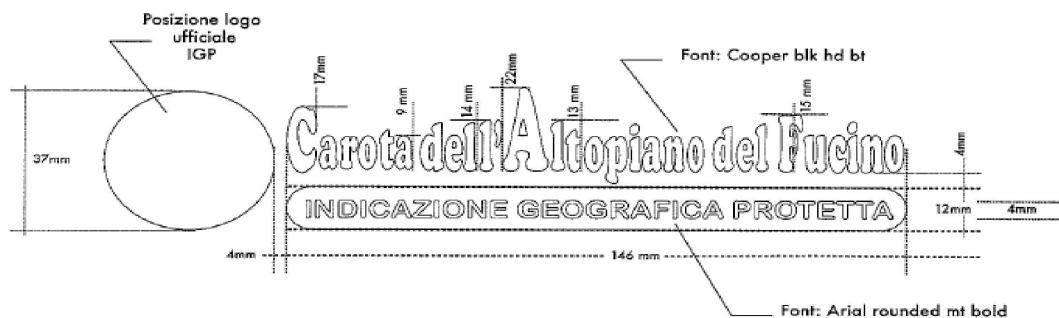 Posizione logo
ufficiale
IGP
Font: Cooper blk hd bt
17mm
9 mm
14 mm
22mm
13 mm
15 mm
37mm
Carota dell'Altopiano del Fucino
4mm
INDICAZIONE GEOGRAFICA PROTETTA
12mm
4mm
4mm
146 mm
Font: Arial rounded mt bold